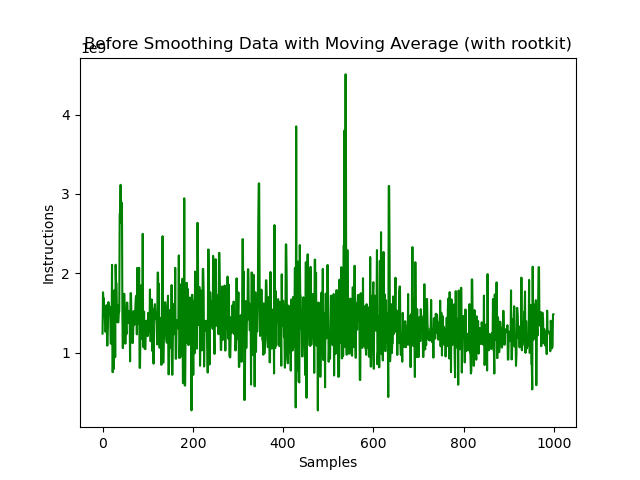 Before Smoothing Data with Moving Average (with rootkit)
1e9
4
3
2
1
Instructions
0 200 400 600 800 1000
Samples